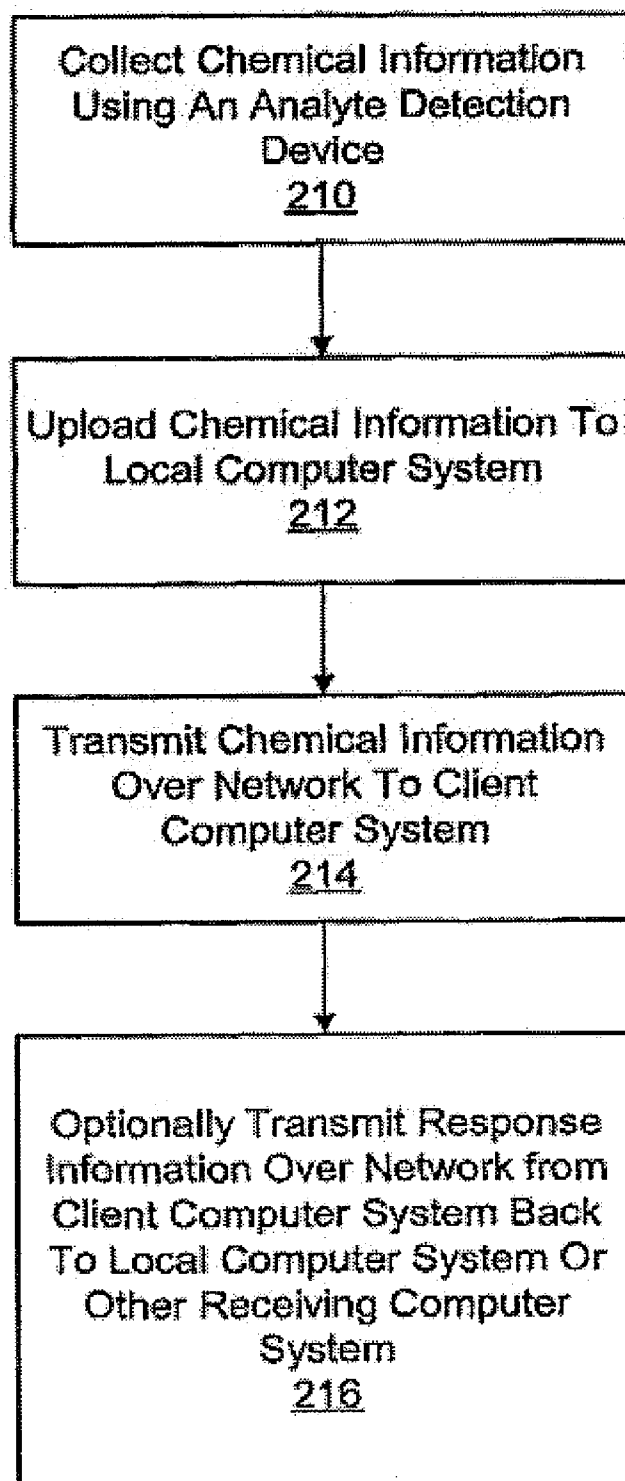 Collect Chemical Information
Using An Analyte Detection
Device
210
Upload Chemical Information To
Local Computer System
212
Transmit Chemical Information
Over Network To Client
Computer System
214
Optionally Transmit Response
Information Over Network from
Client Computer System Back
To Local Computer System Or
Other Receiving Computer
System
216